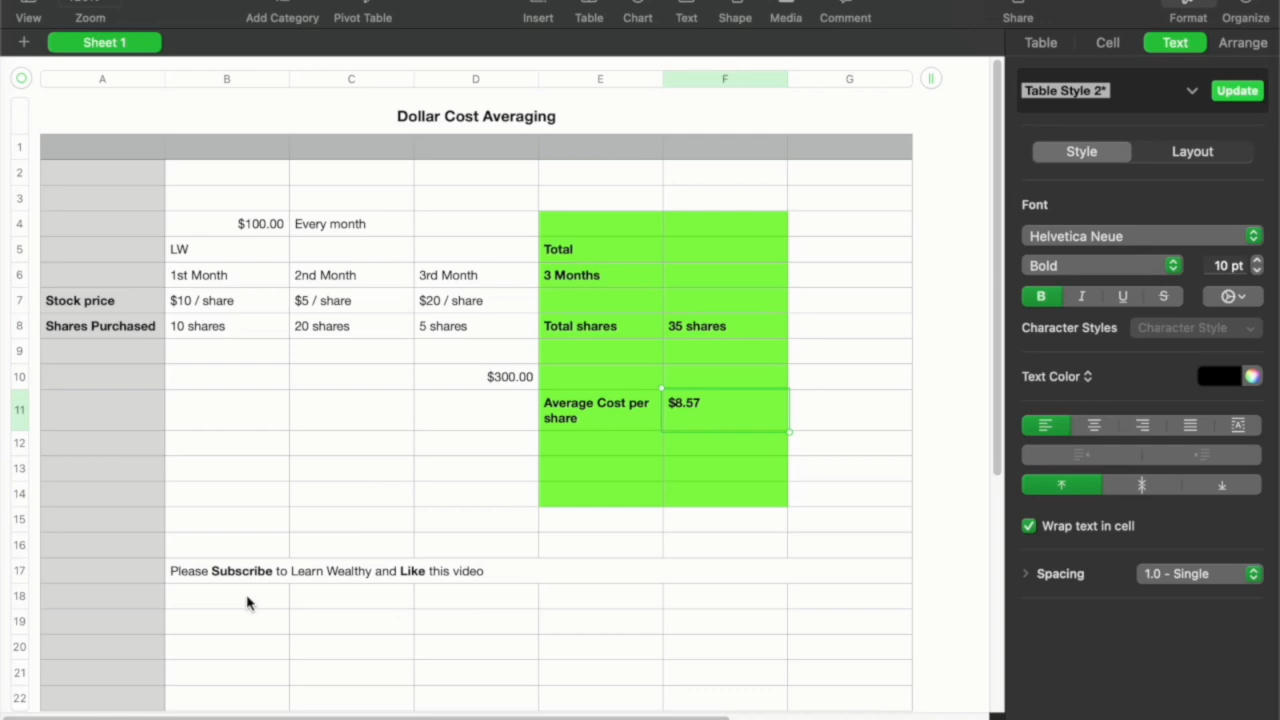 View Zoom Add Category Pivot Table Insert Table Chart Text Shape Media Comment Share Format Organize
+ Sheet 1 Table Cell Text Arrange
A B C D E F G
Table Style 2* Update
Dollar Cost Averaging
1
Style Layout
2
3
Font
4 $100.00 Every month
Helvetica Neue
5 LW Total
Bold 10 pt
6 1st Month 2nd Month 3rd Month 3 Months
B I U S
7 Stock price $10 / share $5 / share $20 / share
8 Shares Purchased 10 shares 20 shares 5 shares Total shares 35 shares
Character Styles Character Style
9
10 $300.00
Text Color
11 Average Cost per share $8.57
12
13
14
15
Wrap text in cell
16
17 Please Subscribe to Learn Wealthy and Like this video
Spacing 1.0 - Single
18
19
20
21
22